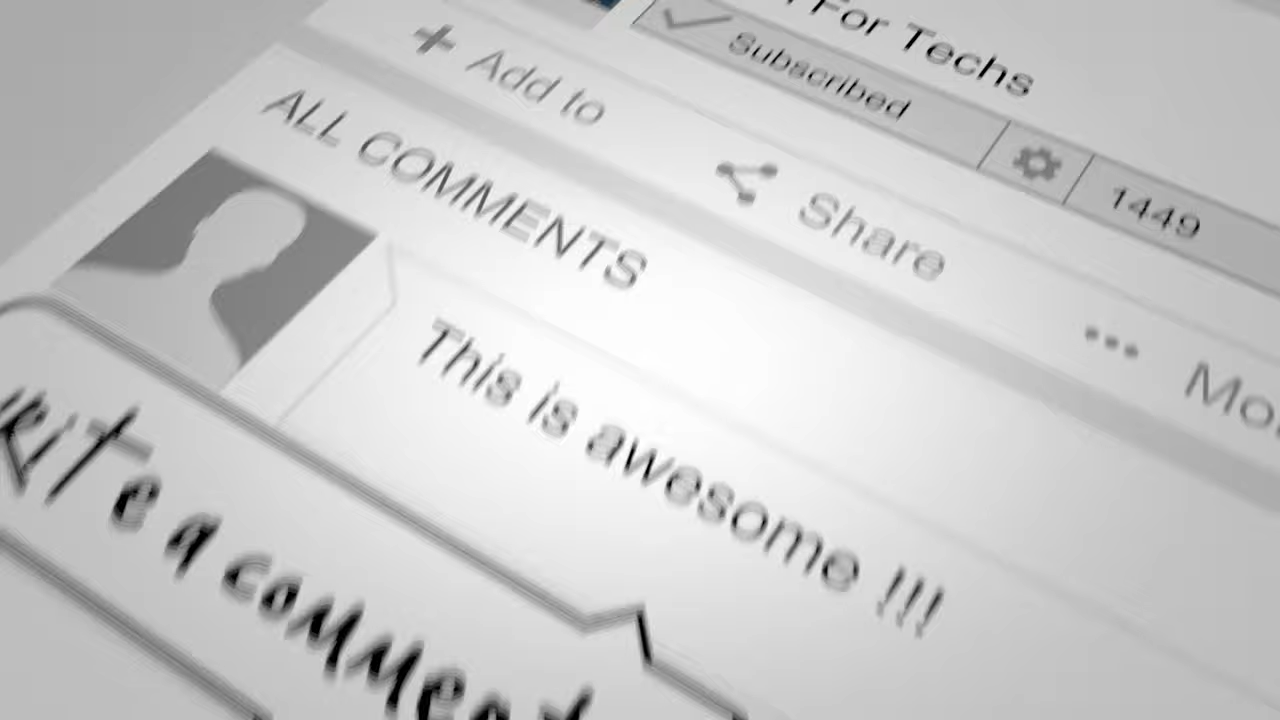 For Techs
Subscribed
1449
Add to
Share
ALL COMMENTS
This is awesome !!!
a comment